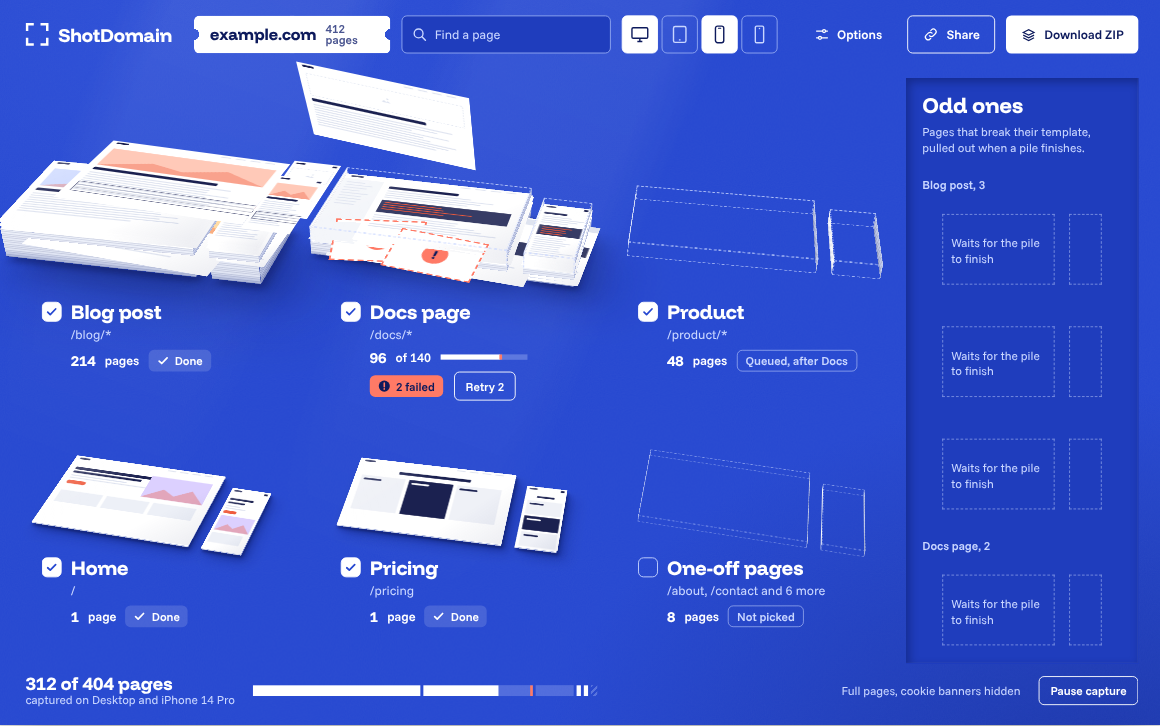 ShotDomain
example.com
412
pages
Find a page
Options
Share
Download ZIP
Odd ones
Pages that break their template,
pulled out when a pile finishes.
Blog post, 3
Waits for the pile
to finish
Waits for the pile
to finish
Waits for the pile
to finish
Docs page, 2
Waits for the pile
to finish
Blog post
/blog/*
214 pages
Done
Docs page
/docs/*
96 of 140
2 failed
Retry 2
Product
/product/*
48 pages
Queued, after Docs
Home
/
1 page
Done
Pricing
/pricing
1 page
Done
One-off pages
/about, /contact and 6 more
8 pages
Not picked
312 of 404 pages
captured on Desktop and iPhone 14 Pro
Full pages, cookie banners hidden
Pause capture